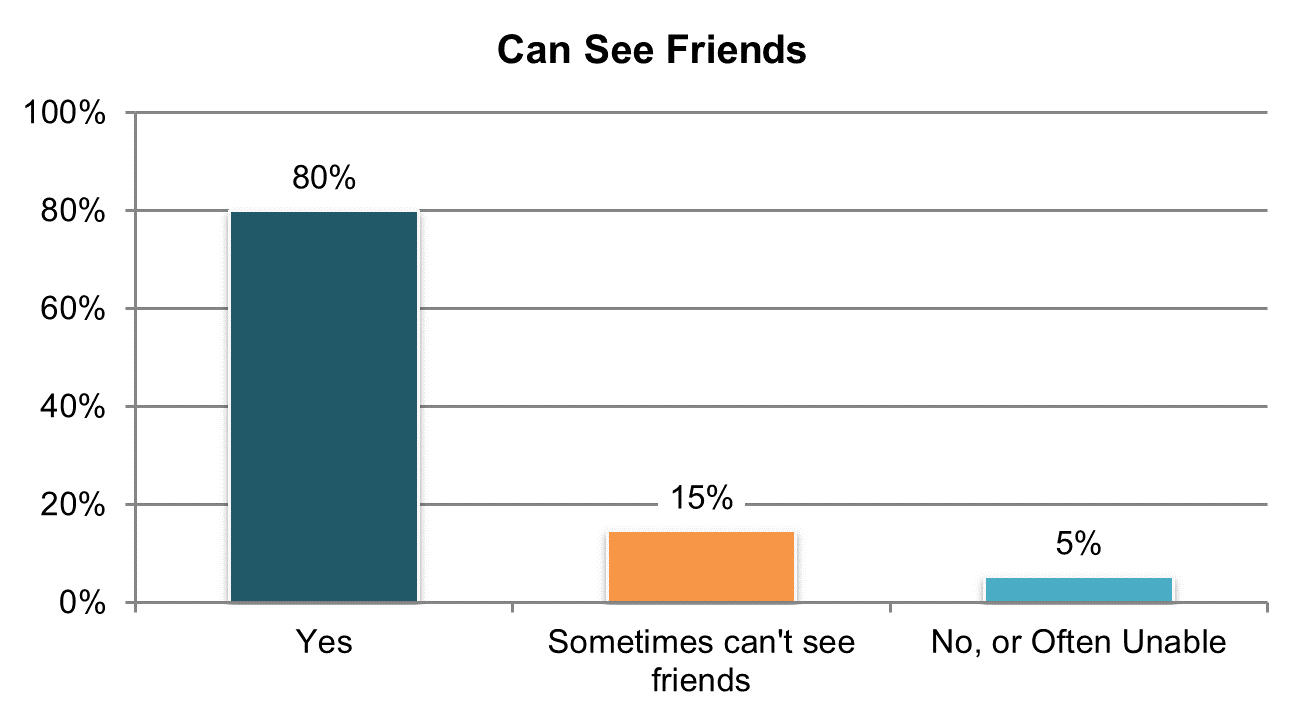 Can See Friends
100%
80%
60%
40%
20%
0%
80%
15%
5%
Yes
Sometimes can't see
friends
No, or Often Unable